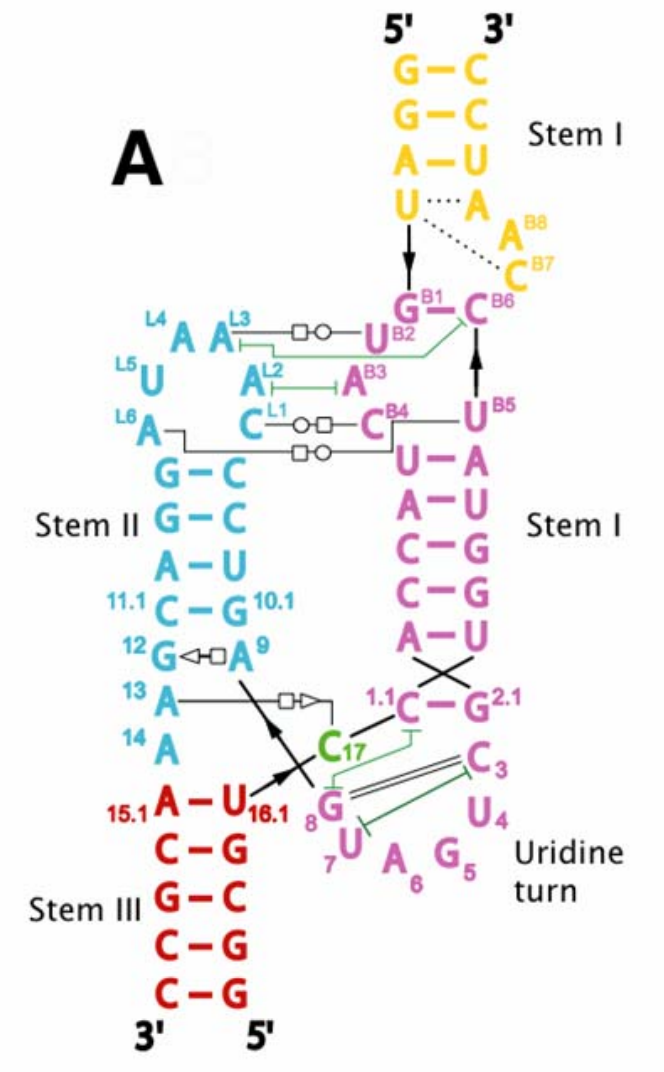 5' 3'
G C
G C
A Stem I
A U
U A
A B8
C B7
G B1 C B6
L4 A A L3 U B2
L5 U A L2 A B3
L6 A C L1 C B4 U B5
G C U A
Stem II G C A U Stem I
A U C G
11.1 C G 10.1 C G
12 G A 9 A U
13 A 1.1 C G 2.1
14 A C 17 C 3
15.1 A U 16.1 8 G U 4
C G 7 U A 6 G 5 Uridine
turn
Stem III G C
C G
C G
3' 5'